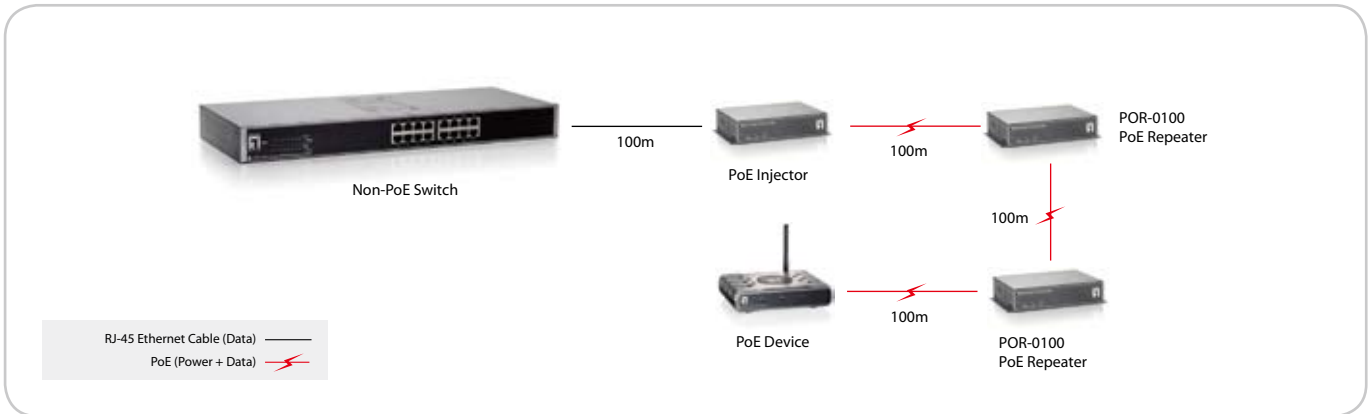 Non-PoE Switch
100m
PoE Injector
100m
POR-0100
PoE Repeater
100m
PoE Device
100m
POR-0100
PoE Repeater
RJ-45 Ethernet Cable (Data)
PoE (Power + Data)